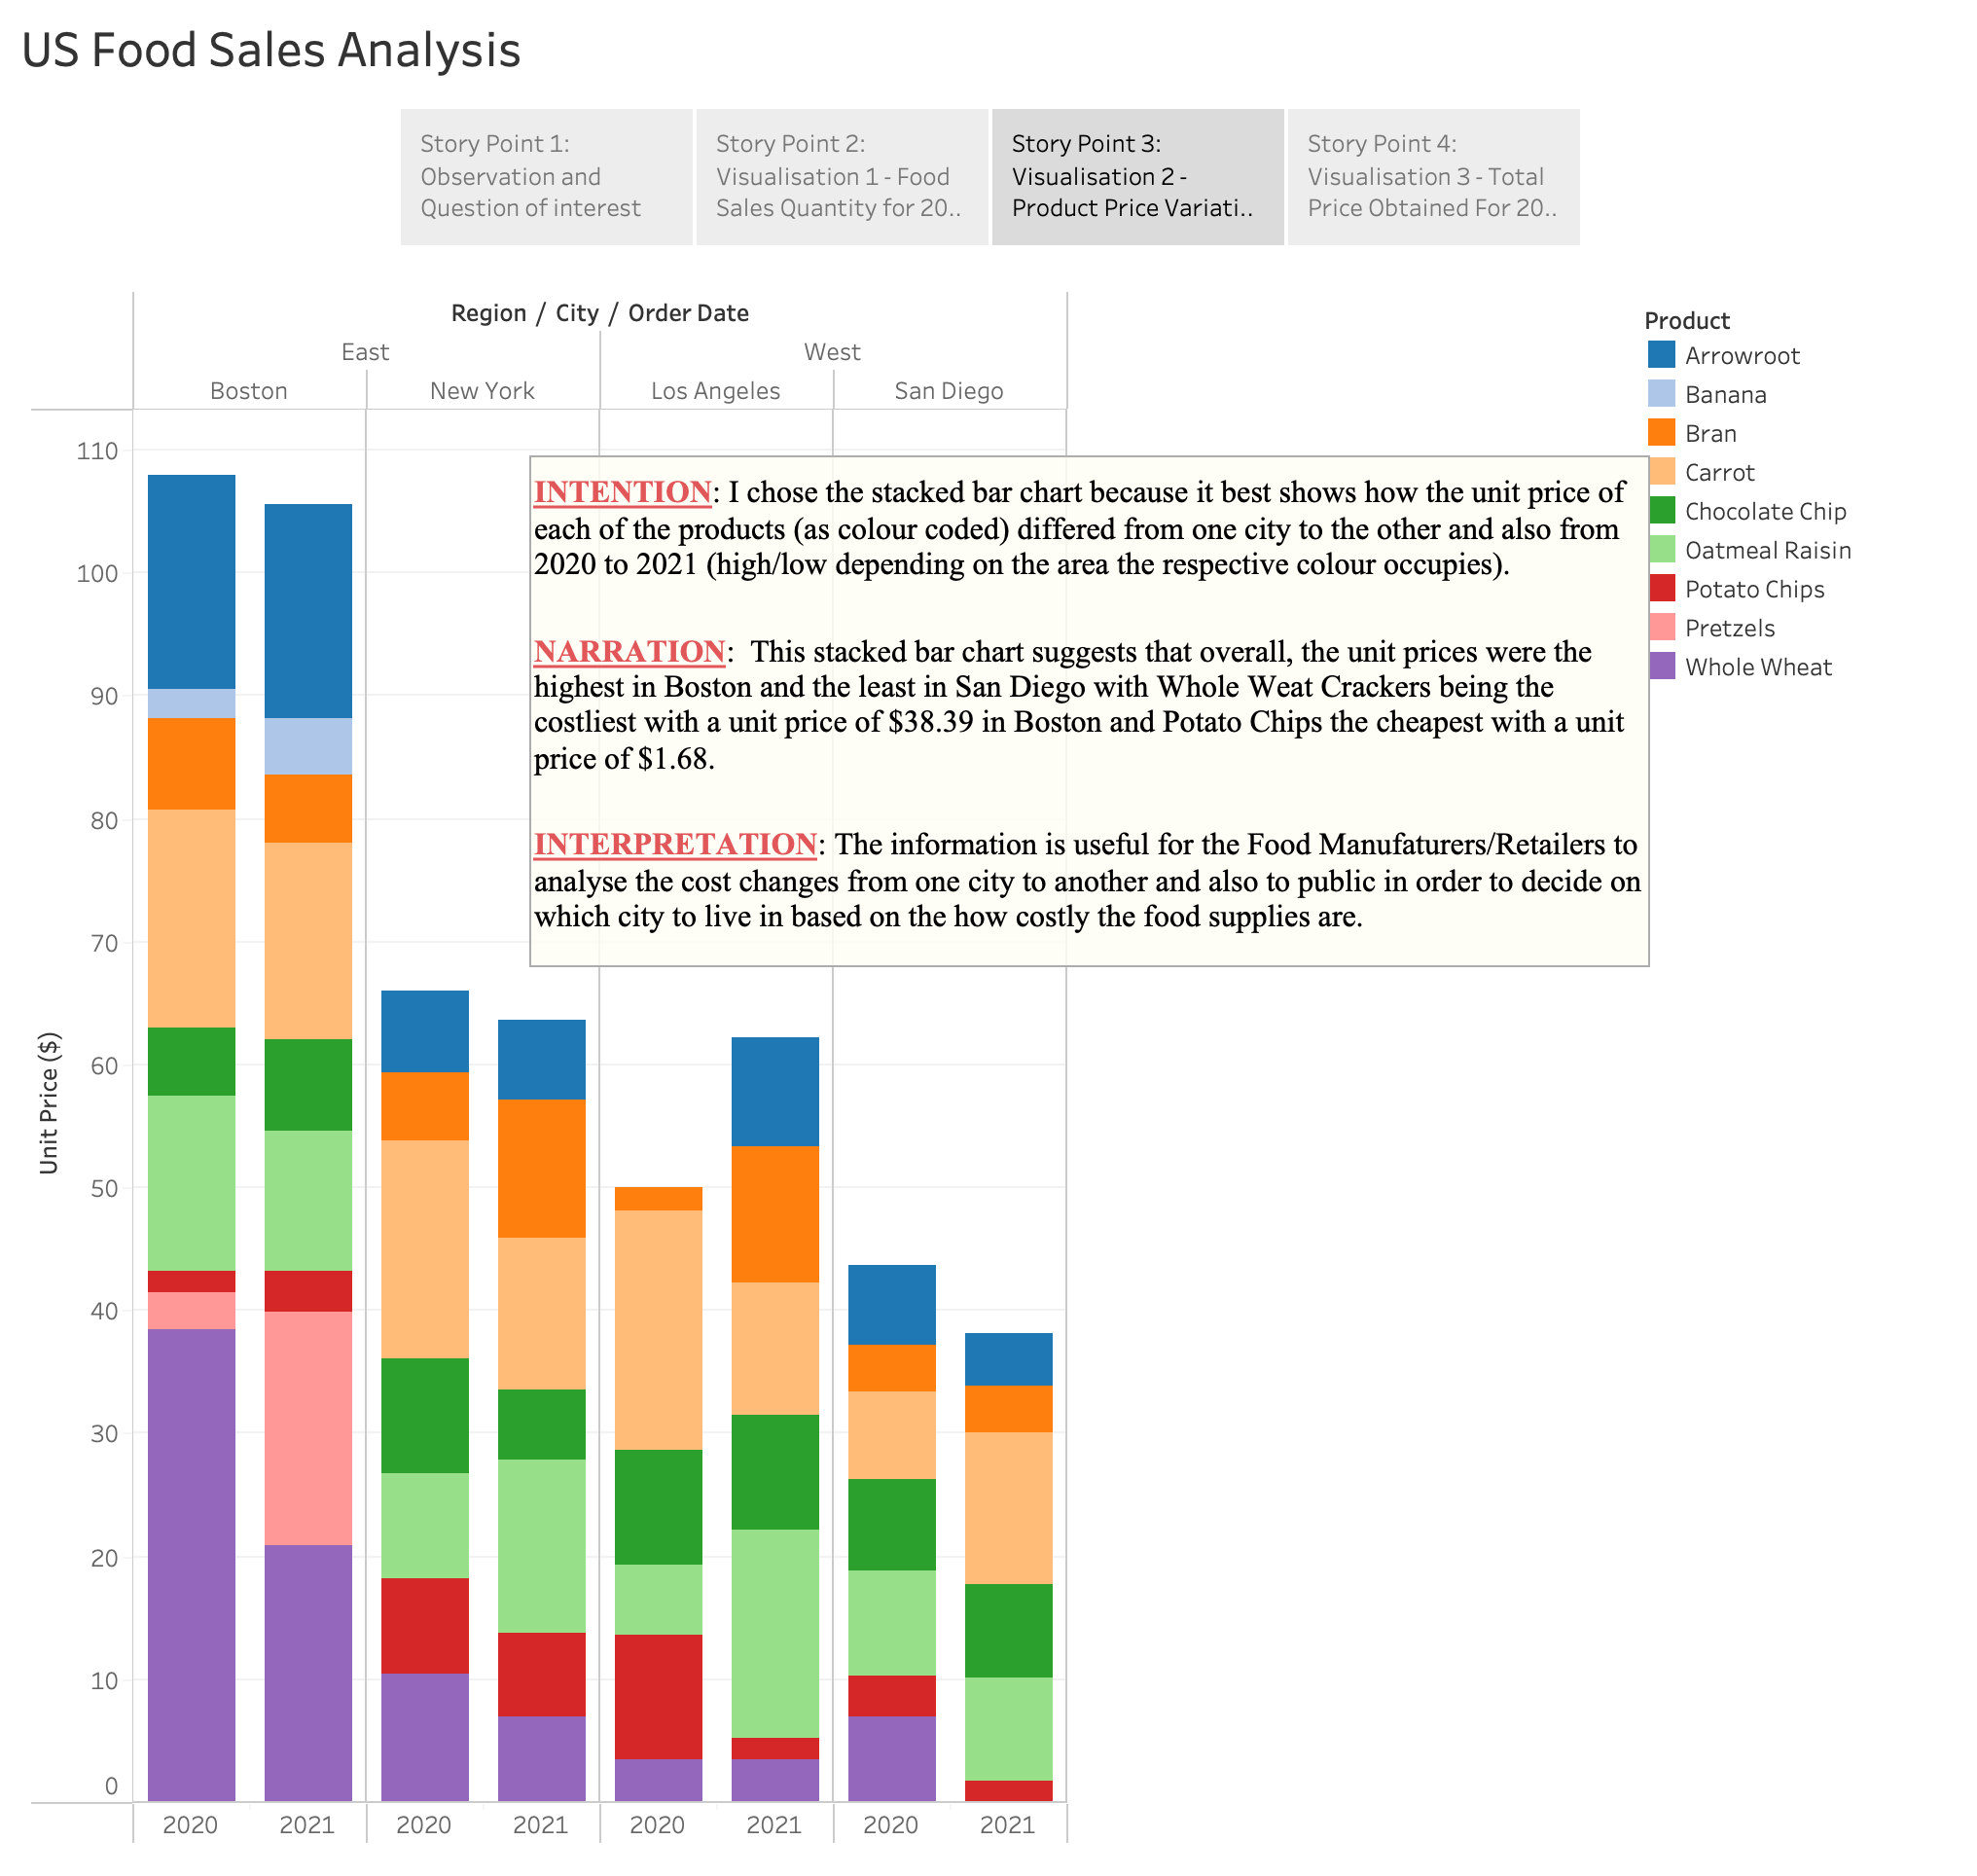 US Food Sales Analysis
Story Point 1:
Observation and
Question of interest
Story Point 2:
Visualisation 1 - Food
Sales Quantity for 20..
Story Point 3:
Visualisation 2 -
Product Price Variati..
Story Point 4:
Visualisation 3 - Total
Price Obtained For 20..
Region / City / Order Date
East
West
Boston
New York
Los Angeles
San Diego
Product
Arrowroot
Banana
Bran
Carrot
Chocolate Chip
Oatmeal Raisin
Potato Chips
Pretzels
Whole Wheat
INTENTION: I chose the stacked bar chart because it best shows how the unit price of
each of the products (as colour coded) differed from one city to the other and also from
2020 to 2021 (high/low depending on the area the respective colour occupies).
NARRATION:  This stacked bar chart suggests that overall, the unit prices were the
highest in Boston and the least in San Diego with Whole Weat Crackers being the
costliest with a unit price of $38.39 in Boston and Potato Chips the cheapest with a unit
price of $1.68.
INTERPRETATION: The information is useful for the Food Manufaturers/Retailers to
analyse the cost changes from one city to another and also to public in order to decide on
which city to live in based on the how costly the food supplies are.
Unit Price ($)
110
100
90
80
70
60
50
40
30
20
10
0
2020
2021
2020
2021
2020
2021
2020
2021